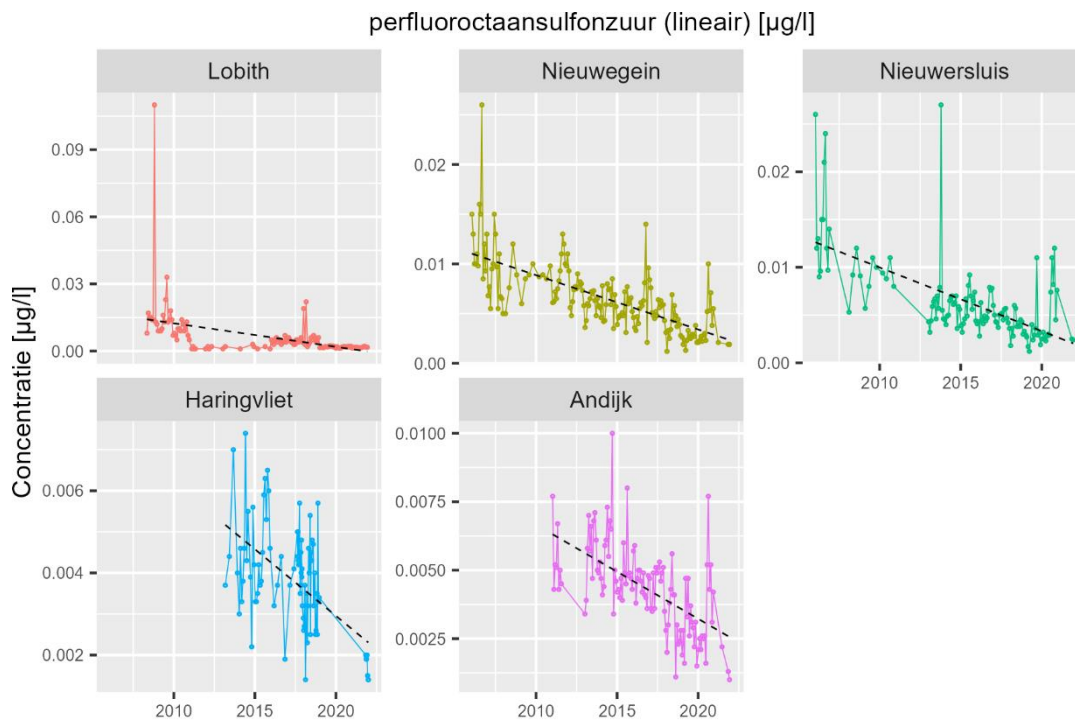 perfluoroctaansulfonzuur (lineair) [µg/l]
Lobith
Nieuwegein
Nieuwersluis
Concentratie [µg/l]
0.09
0.06
0.03
0.00
0.02
0.01
0.00
0.02
0.01
0.00
2010 2015 2020
Haringvliet
Andijk
0.006
0.004
0.002
0.0100
0.0075
0.0050
0.0025
2010 2015 2020
2010 2015 2020